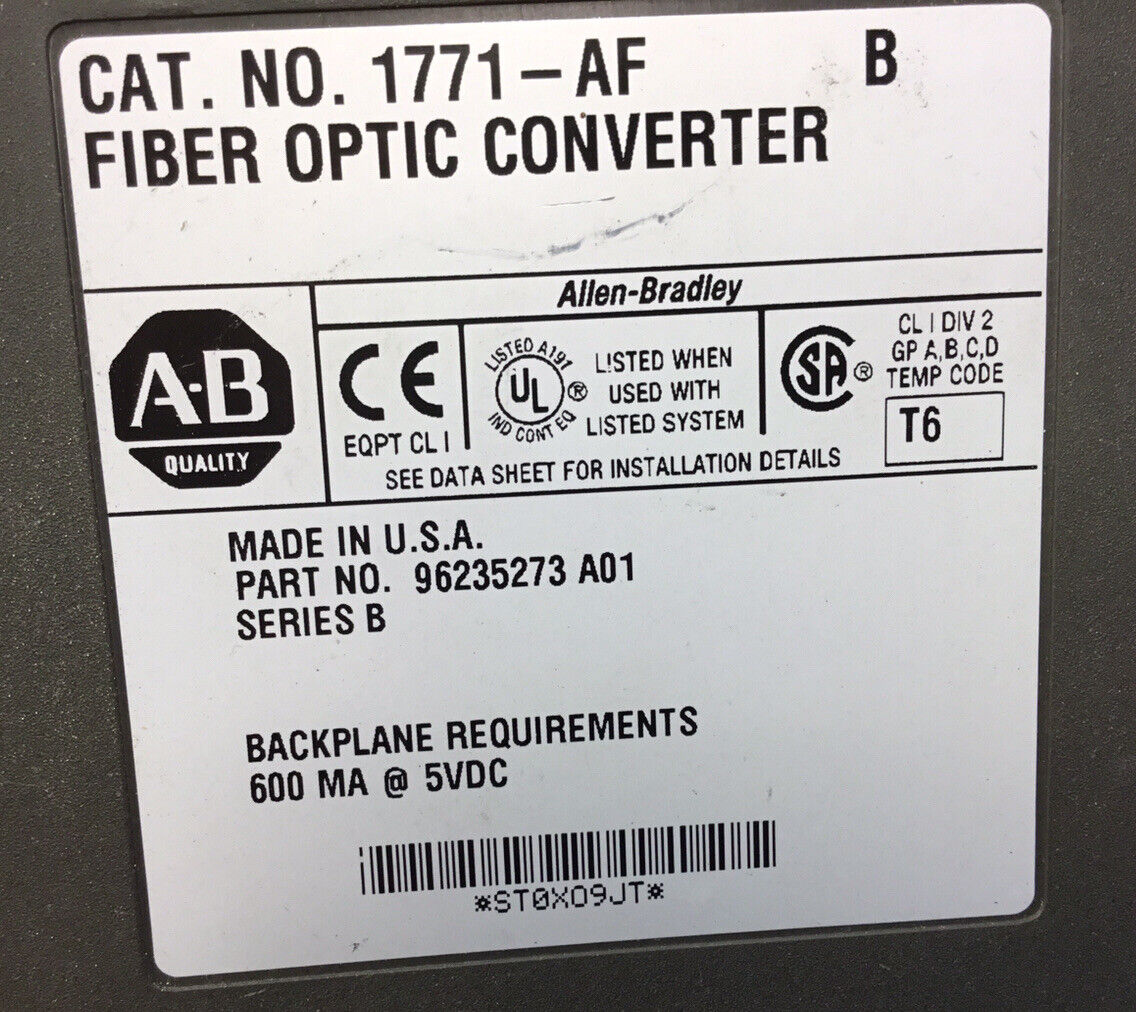 CAT. NO. 1771-AF B
FIBER OPTIC CONVERTER
Allen-Bradley
A-B
QUALITY
CE
EQPT CL I
LISTED A197
UL ®
IND CONT EQ
LISTED WHEN
USED WITH
LISTED SYSTEM
SA ®
CL I DIV 2
GP A,B,C,D
TEMP CODE
T6
SEE DATA SHEET FOR INSTALLATION DETAILS
MADE IN U.S.A.
PART NO. 96235273 A01
SERIES B
BACKPLANE REQUIREMENTS
600 MA @ 5VDC
*ST0X09JT*